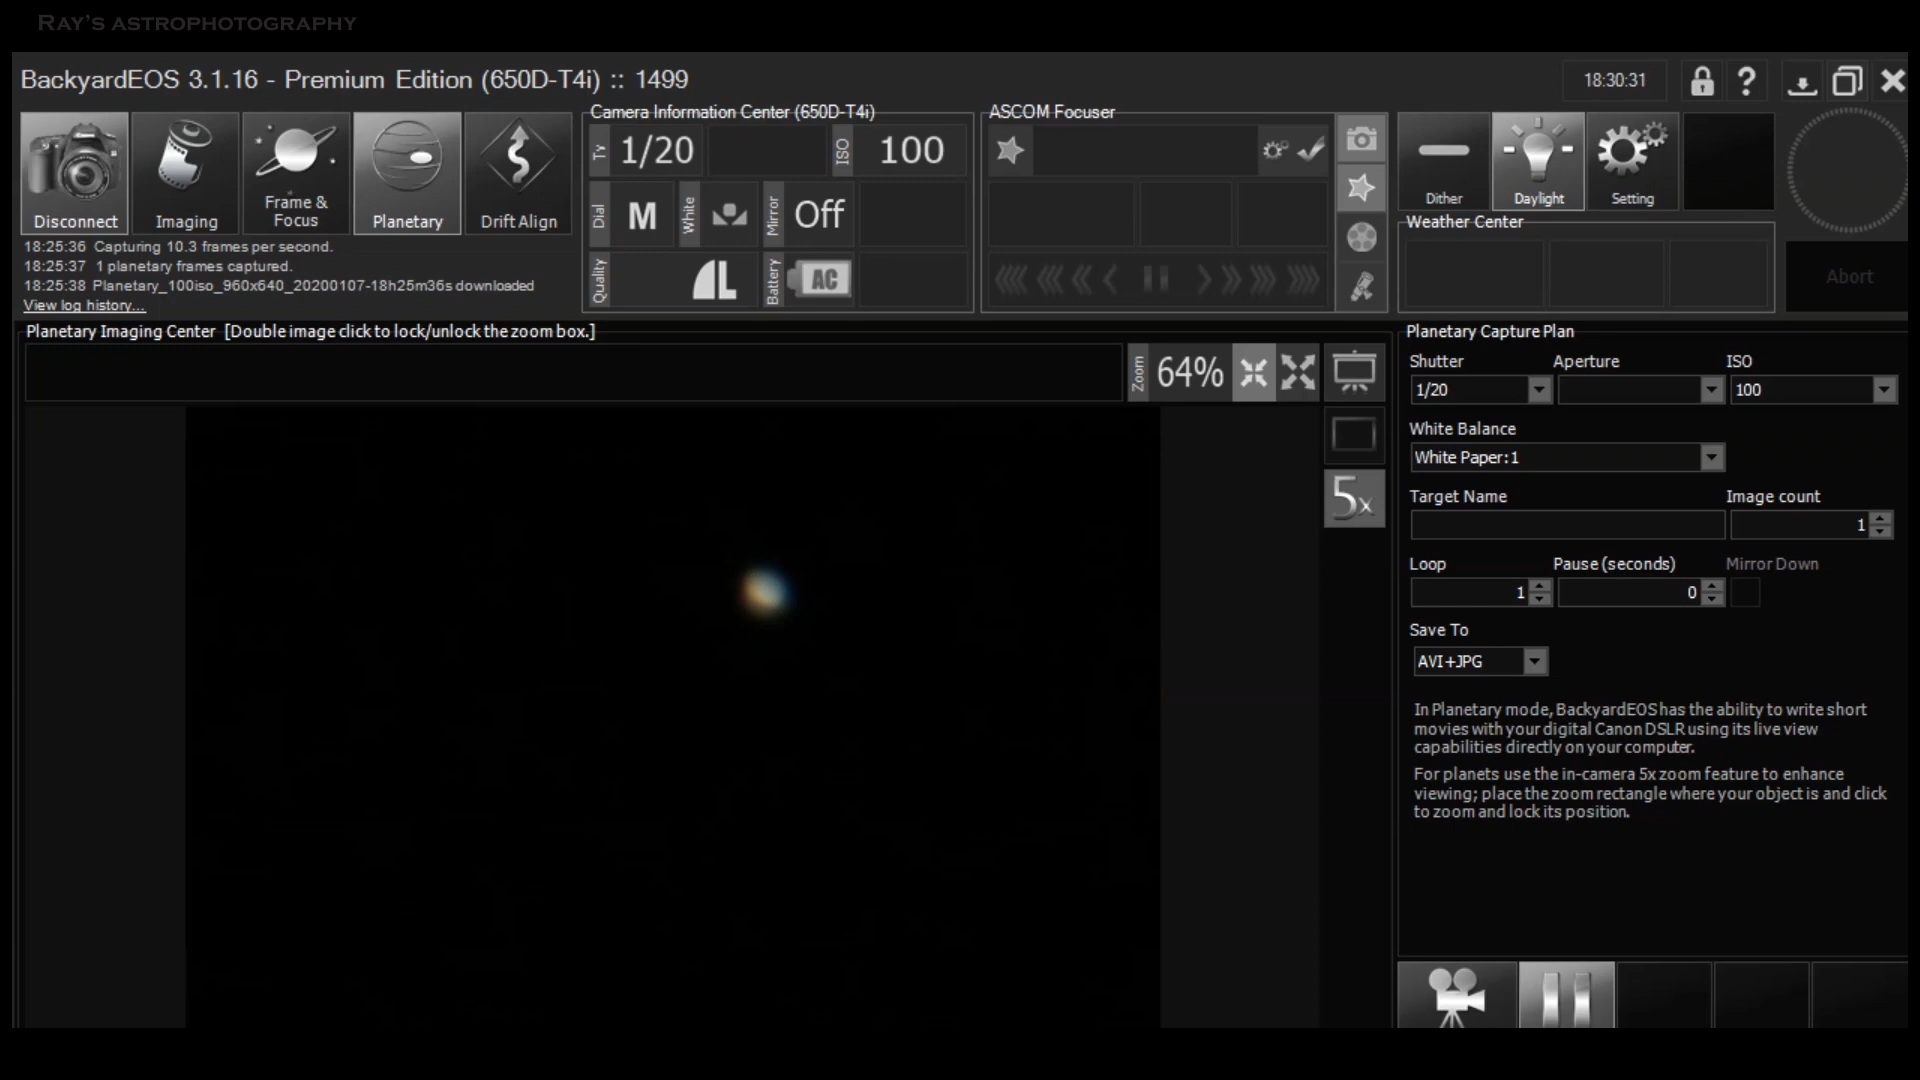 RAY'S ASTROPHOTOGRAPHY
BackyardEOS 3.1.16 - Premium Edition (650D-T4i) :: 1499
18:30:31
?
Camera Information Center (650D-T4i)
ASCOM Focuser
Tv
1/20
ISO
100
Disconnect
Imaging
Frame &
Focus
Planetary
Drift Align
Dial
M
White
Mirror
Off
Dither
Daylight
Setting
Weather Center
18:25:36 Capturing 10.3 frames per second.
18:25:37 1 planetary frames captured.
18:25:38 Planetary_100iso_960x640_20200107-18h25m36s downloaded
View log history...
Quality
L
Battery
AC
Abort
Planetary Imaging Center [Double image click to lock/unlock the zoom box.]
Zoom
64%
5x
Planetary Capture Plan
Shutter
Aperture
ISO
1/20
100
White Balance
White Paper:1
Target Name
Image count
1
Loop
Pause (seconds)
Mirror Down
1
0
Save To
AVI+JPG
In Planetary mode, BackyardEOS has the ability to write short
movies with your digital Canon DSLR using its live view
capabilities directly on your computer.
For planets use the in-camera 5x zoom feature to enhance
viewing; place the zoom rectangle where your object is and click
to zoom and lock its position.